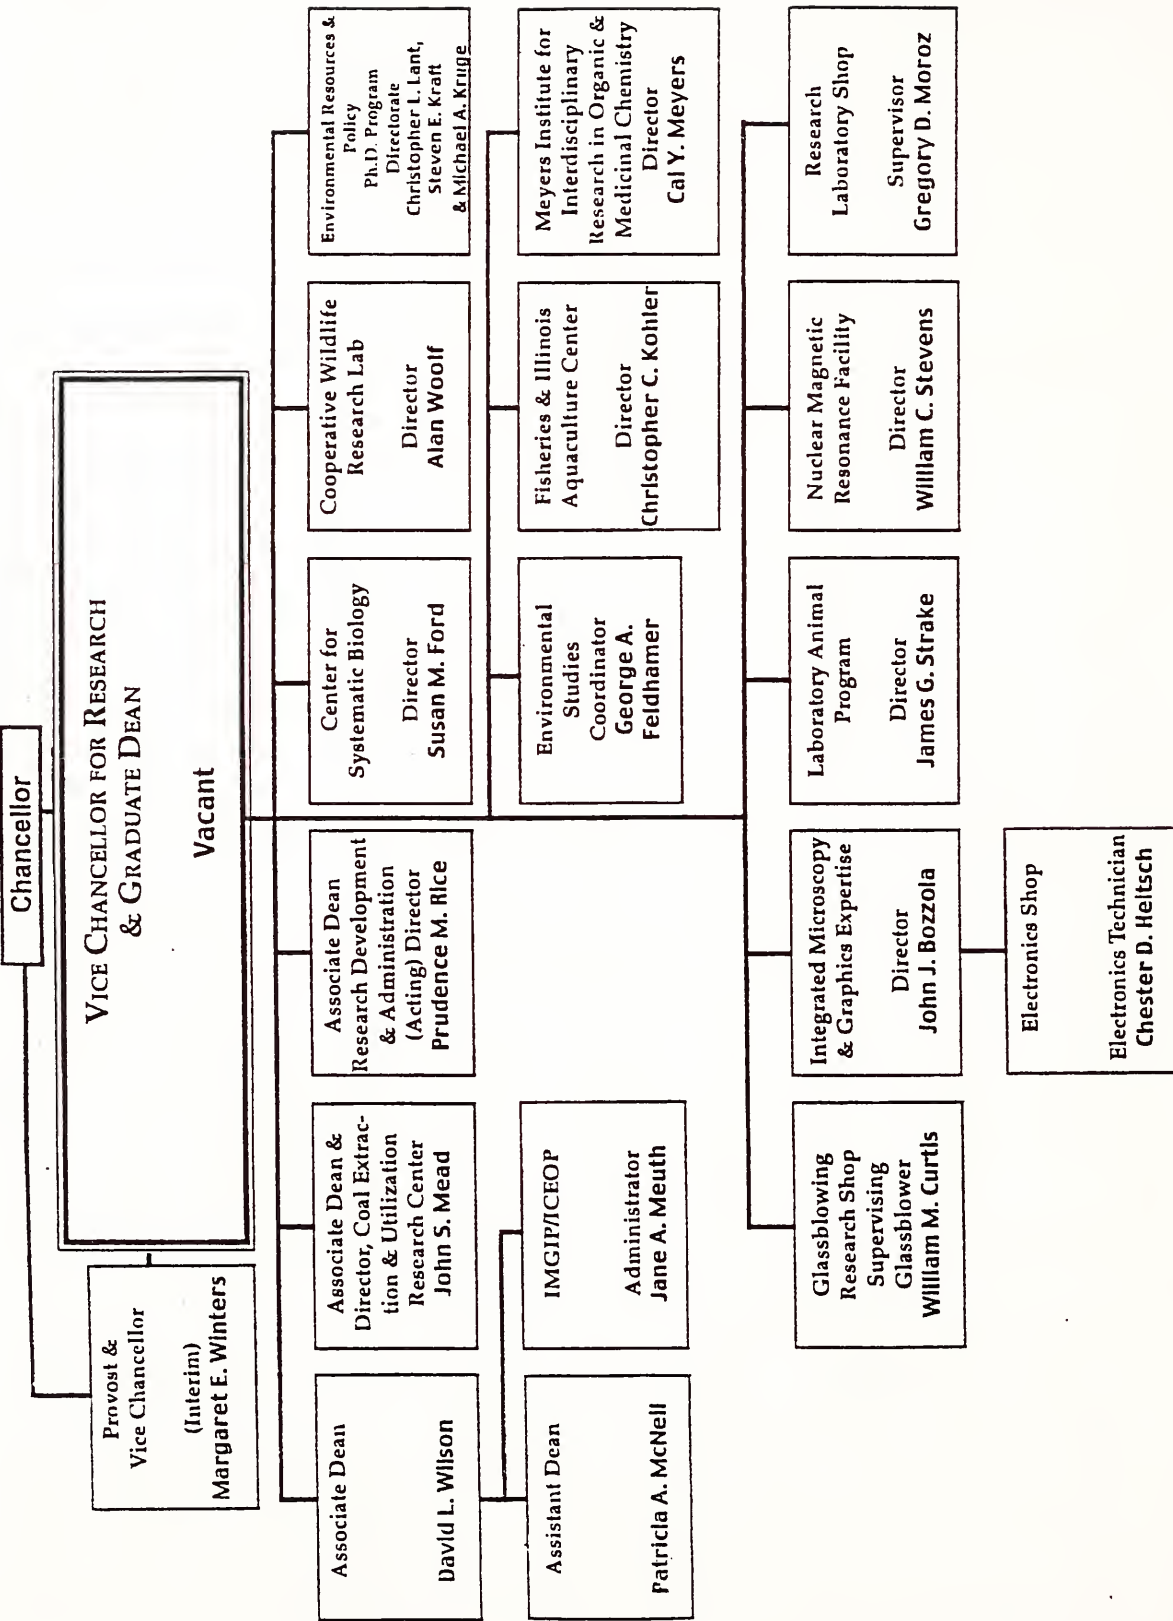 Chancellor
VICE CHANCELLOR FOR RESEARCH
& GRADUATE DEAN
Vacant
Provost &
Vice Chancellor
(Interim)
Margaret E. Winters
Associate Dean
David L. Wilson
Associate Dean &
Director, Coal Extrac-
tion & Utilization
Research Center
John S. Mead
Associate Dean
Research Development
& Administration
(Acting) Director
Prudence M. Rice
Center for
Systematic Biology
Director
Susan M. Ford
Cooperative Wildlife
Research Lab
Director
Alan Woolf
Environmental Resources &
Policy
Ph.D. Program
Directorate
Christopher L. Lant,
Steven E. Kraft
& Michael A. Kruge
Assistant Dean
Patricia A. McNeil
IMGIP/ICEOP
Administrator
Jane A. Meuth
Environmental
Studies
Coordinator
George A.
Feldhamer
Fisheries & Illinois
Aquaculture Center
Director
Christopher C. Kohler
Meyers Institute for
Interdisciplinary
Research in Organic &
Medicinal Chemistry
Director
Cal Y. Meyers
Glassblowing
Research Shop
Supervising
Glassblower
William M. Curtis
Integrated Microscopy
& Graphics Expertise
Director
John J. Bozzola
Laboratory Animal
Program
Director
James G. Strake
Nuclear Magnetic
Resonance Facility
Director
William C. Stevens
Research
Laboratory Shop
Supervisor
Gregory D. Moroz
Electronics Shop
Electronics Technician
Chester D. Heitsch